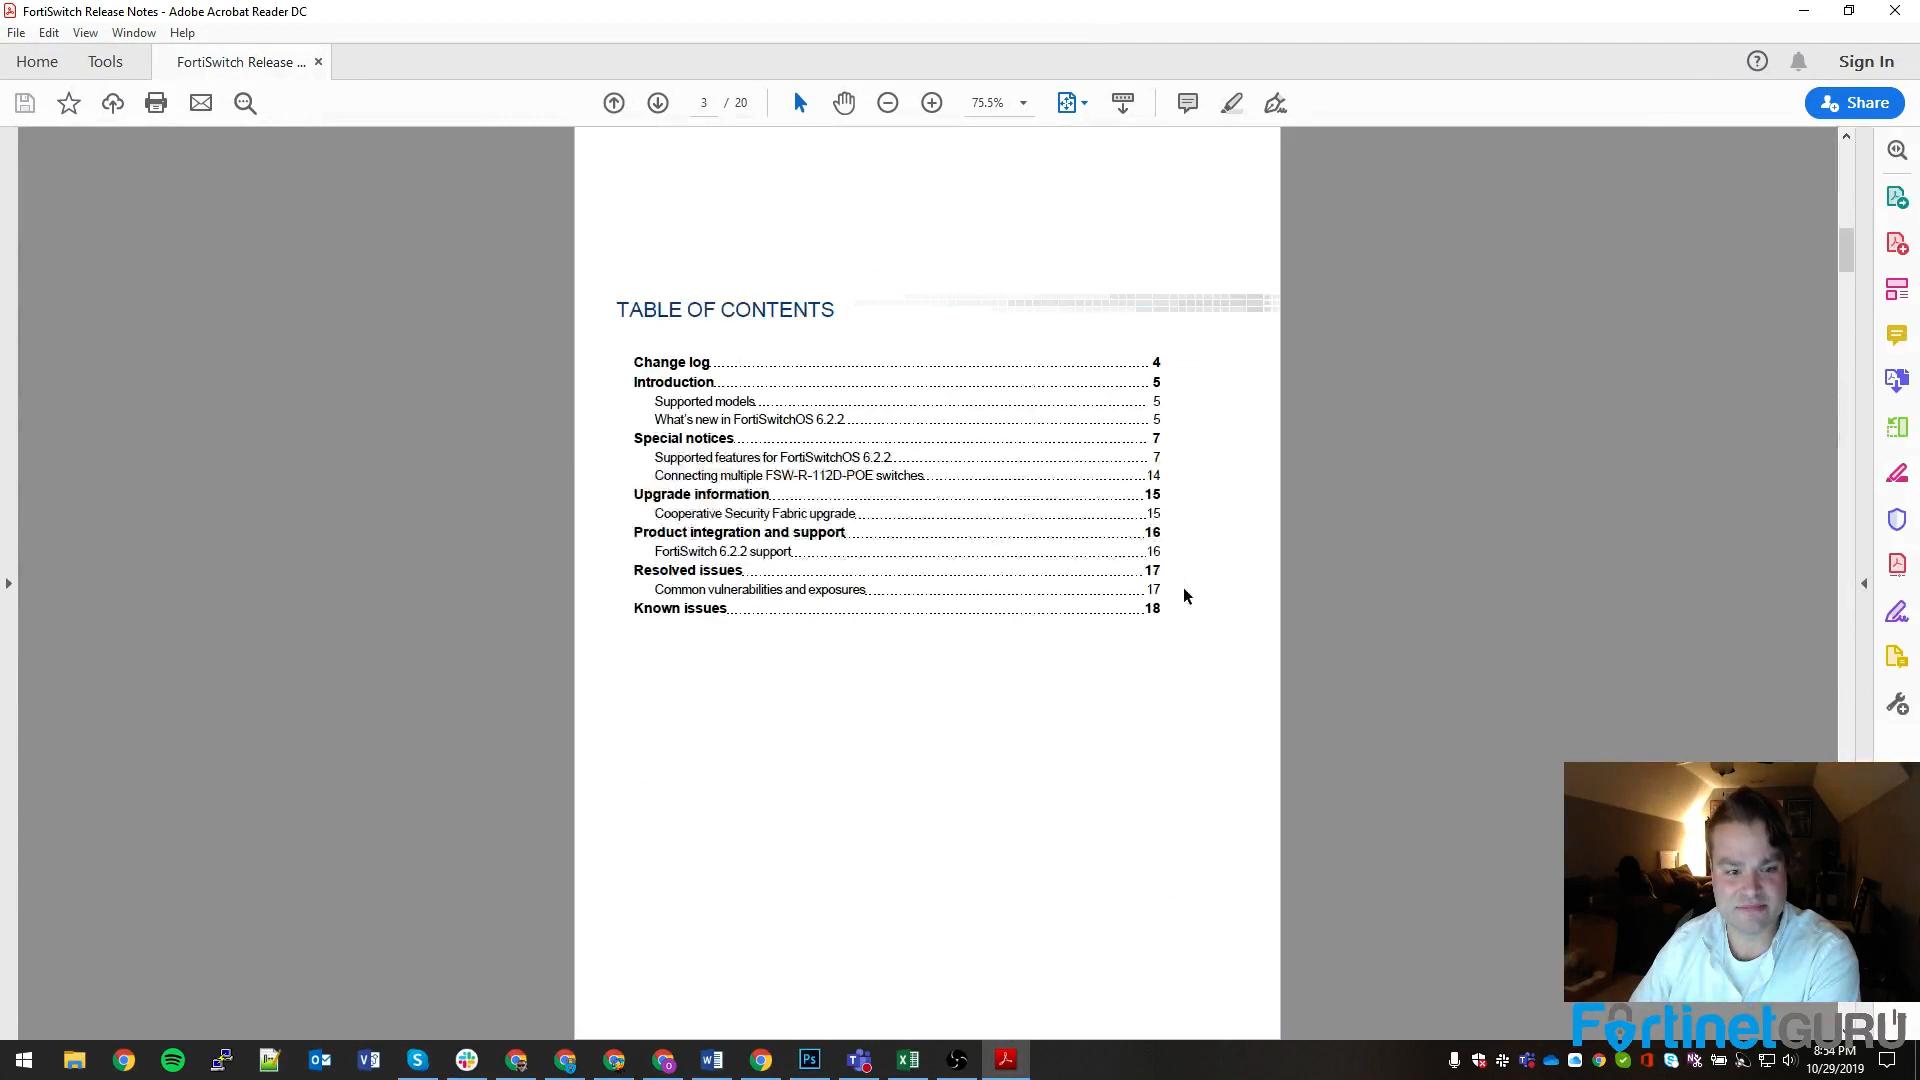 FortiSwitch Release Notes - Adobe Acrobat Reader DC
File Edit View Window Help
Home Tools FortiSwitch Release ... × Sign In
3 / 20 75.5% Share
TABLE OF CONTENTS
Change log 4
Introduction 5
Supported models 5
What's new in FortiSwitchOS 6.2.2 5
Special notices 7
Supported features for FortiSwitchOS 6.2.2 7
Connecting multiple FSW-R-112D-POE switches 14
Upgrade information 15
Cooperative Security Fabric upgrade 15
Product integration and support 16
FortiSwitch 6.2.2 support 16
Resolved issues 17
Common vulnerabilities and exposures 17
Known issues 18
FortinetGURU
8:54 PM
10/29/2019